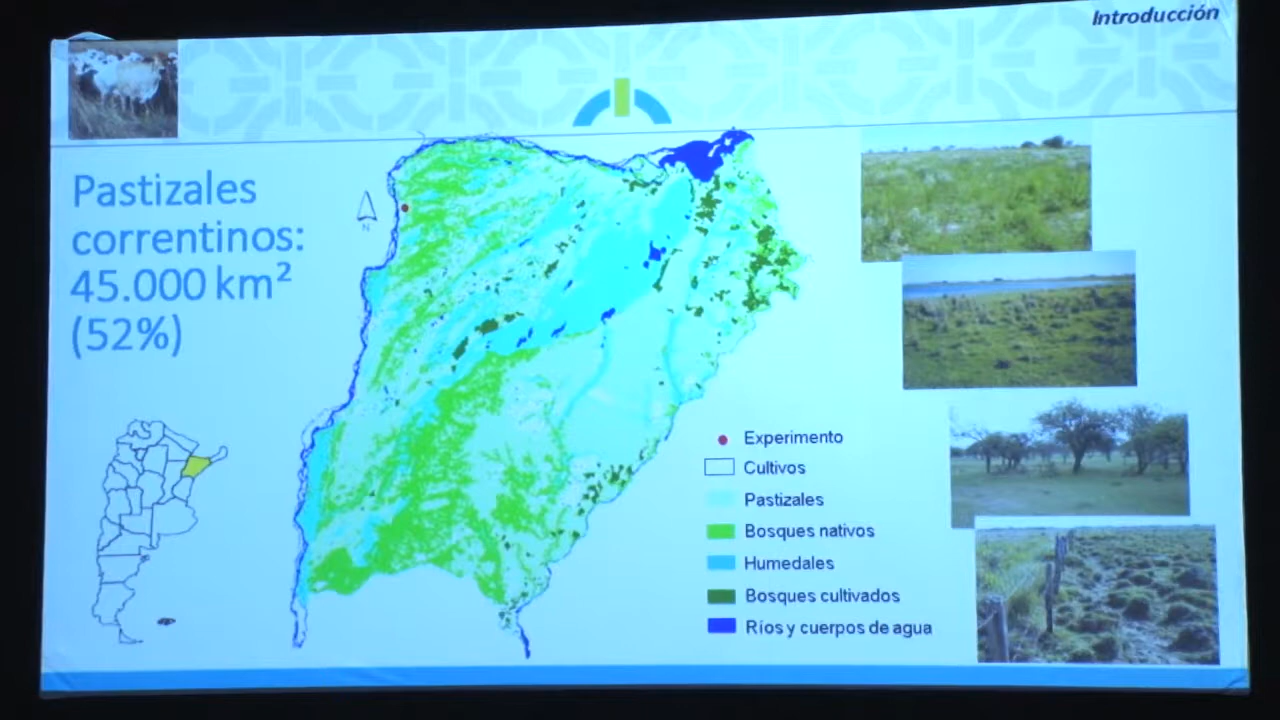 Introducción
Pastizales
correntinos:
45.000 km²
(52%)
N
Experimento
Cultivos
Pastizales
Bosques nativos
Humedales
Bosques cultivados
Ríos y cuerpos de agua